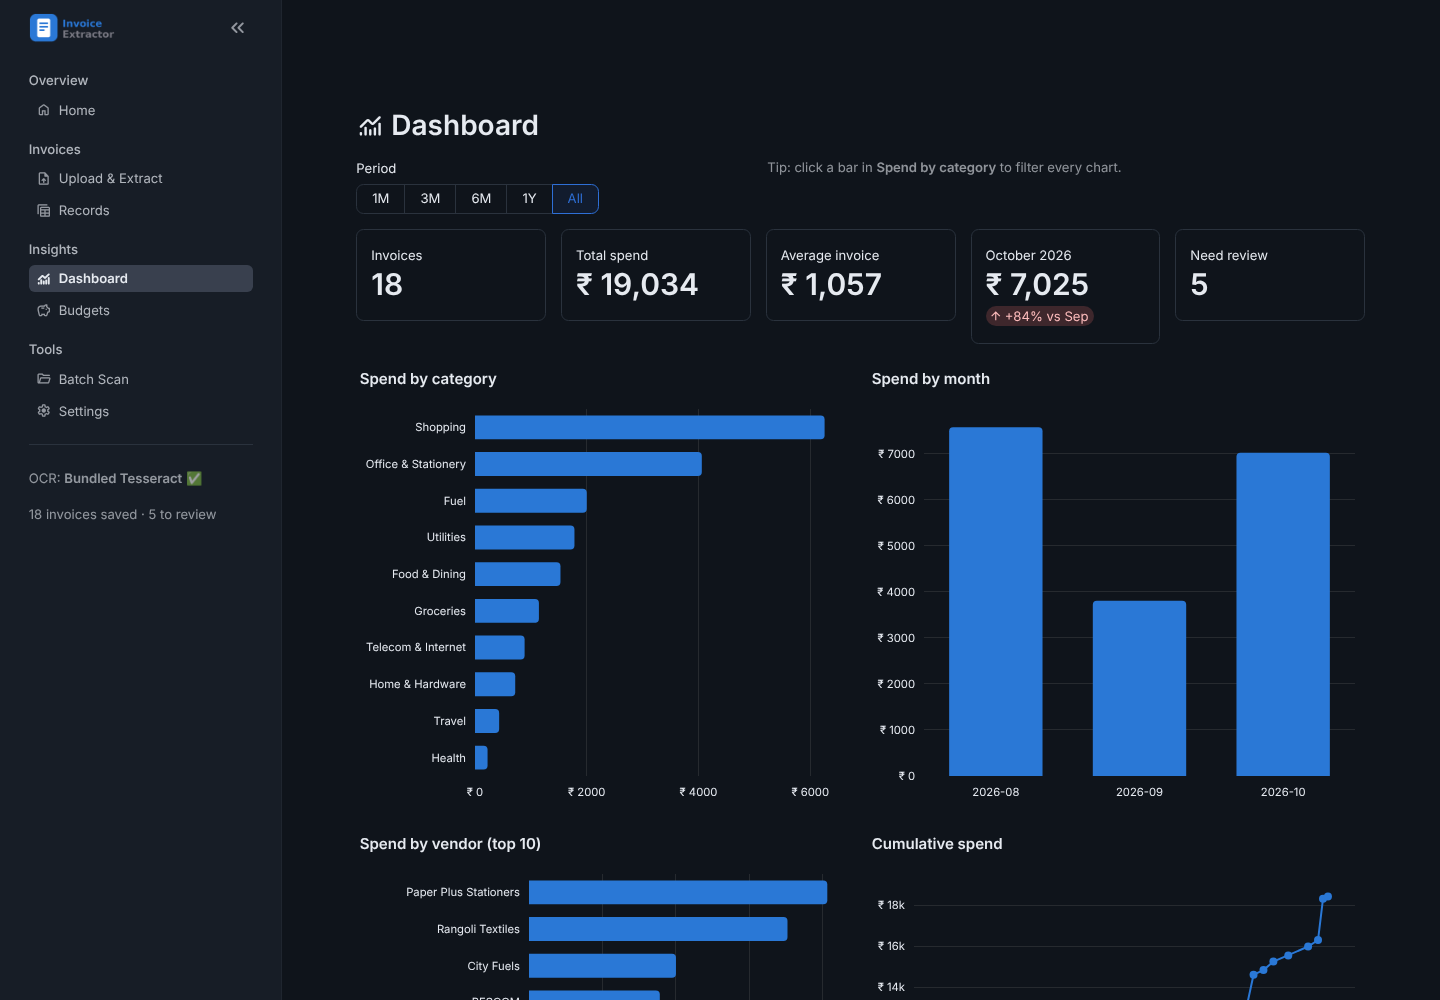 Invoice
Extractor
Overview
Home
Invoices
Upload & Extract
Records
Insights
Dashboard
Budgets
Tools
Batch Scan
Settings
OCR: Bundled Tesseract ✅
18 invoices saved · 5 to review
Dashboard
Period
Tip: click a bar in Spend by category to filter every chart.
1M 3M 6M 1Y All
Invoices
18
Total spend
₹ 19,034
Average invoice
₹ 1,057
October 2026
₹ 7,025
↑ +84% vs Sep
Need review
5
Spend by category
Shopping
Office & Stationery
Fuel
Utilities
Food & Dining
Groceries
Telecom & Internet
Home & Hardware
Travel
Health
₹ 0 ₹ 2000 ₹ 4000 ₹ 6000
Spend by month
₹ 7000
₹ 6000
₹ 5000
₹ 4000
₹ 3000
₹ 2000
₹ 1000
₹ 0
2026-08 2026-09 2026-10
Spend by vendor (top 10)
Paper Plus Stationers
Rangoli Textiles
City Fuels
Cumulative spend
₹ 18k
₹ 16k
₹ 14k